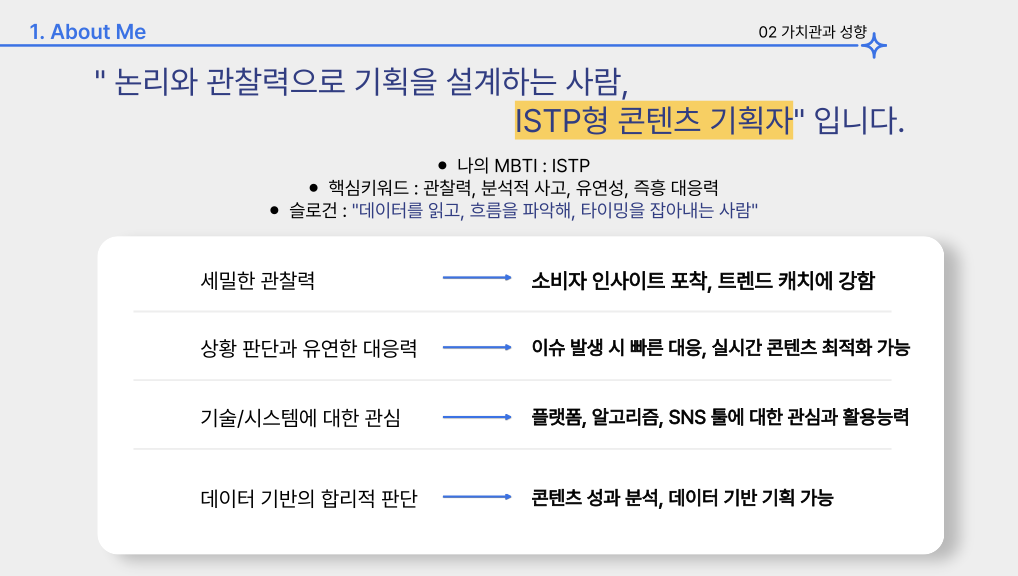 1. About Me
02 가치관과 성향
" 논리와 관찰력으로 기획을 설계하는 사람,
ISTP형 콘텐츠 기획자" 입니다.
● 나의 MBTI : ISTP
● 핵심키워드 : 관찰력, 분석적 사고, 유연성, 즉흥 대응력
● 슬로건 : "데이터를 읽고, 흐름을 파악해, 타이밍을 잡아내는 사람"
세밀한 관찰력 소비자 인사이트 포착, 트렌드 캐치에 강함
상황 판단과 유연한 대응력 이슈 발생 시 빠른 대응, 실시간 콘텐츠 최적화 가능
기술/시스템에 대한 관심 플랫폼, 알고리즘, SNS 툴에 대한 관심과 활용능력
데이터 기반의 합리적 판단 콘텐츠 성과 분석, 데이터 기반 기획 가능